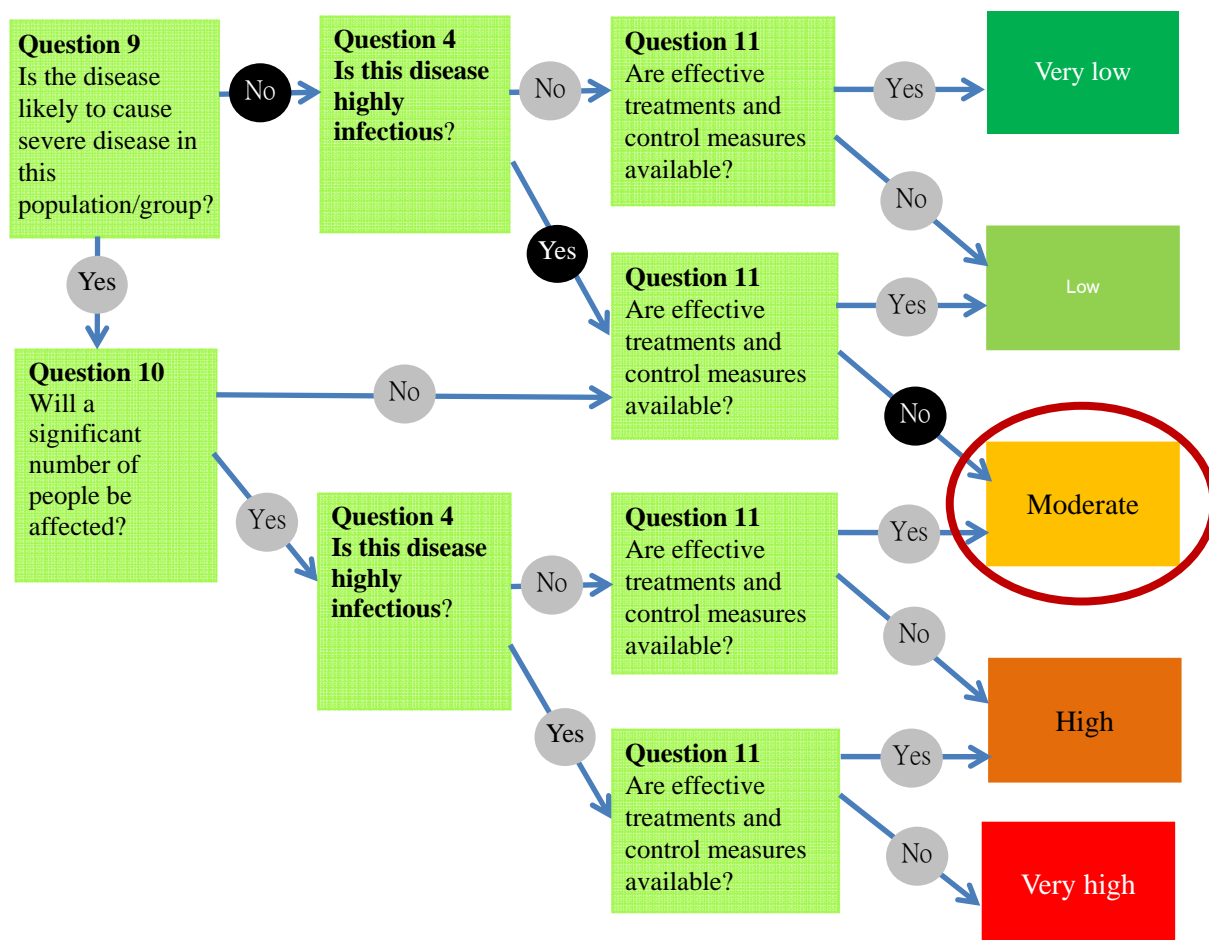 Question 9
Is the disease
likely to cause
severe disease in
this
population/group?
No
Question 4
Is this disease
highly
infectious?
No
Question 11
Are effective
treatments and
control measures
available?
Yes
Very low
No
Yes
Yes
Question 11
Are effective
treatments and
control measures
available?
Yes
Low
No
Question 10
Will a
significant
number of
people be
affected?
No
Moderate
Yes
Question 4
Is this disease
highly
infectious?
No
Question 11
Are effective
treatments and
control measures
available?
Yes
No
High
Yes
Question 11
Are effective
treatments and
control measures
available?
Yes
No
Very high